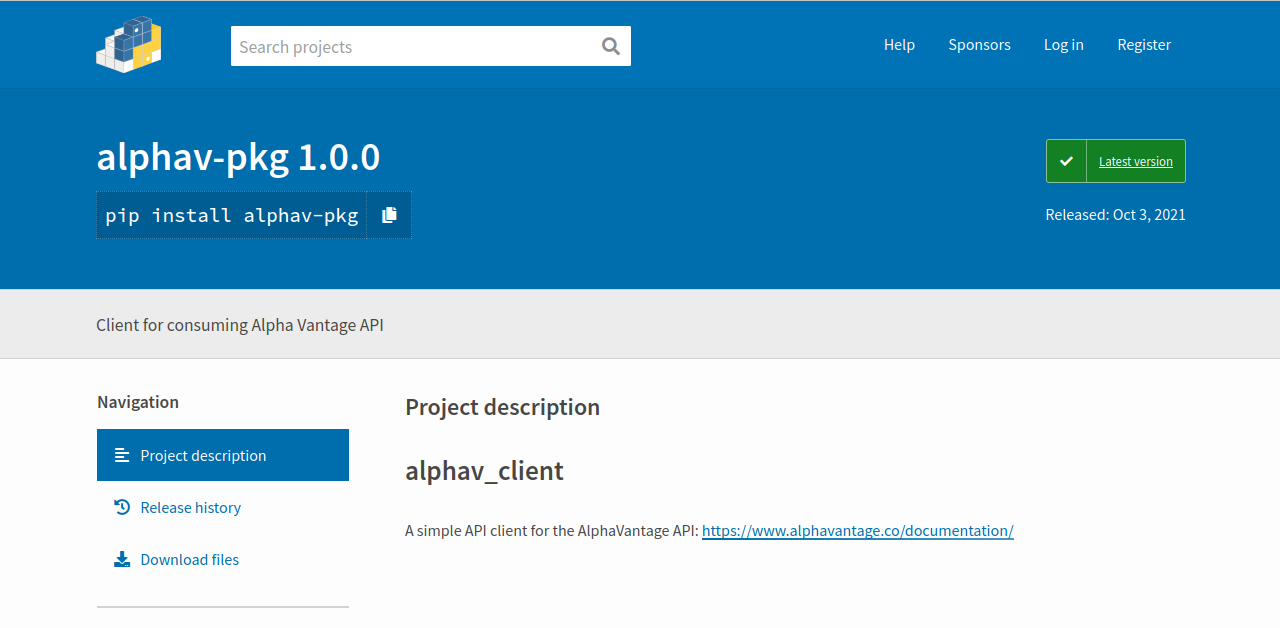 Search projects
Help
Sponsors
Log in
Register
alphav-pkg 1.0.0
pip install alphav-pkg
Latest version
Released: Oct 3, 2021
Client for consuming Alpha Vantage API
Navigation
Project description
Release history
Download files
Project description
alphav_client
A simple API client for the AlphaVantage API: https://www.alphavantage.co/documentation/